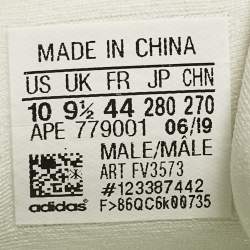 MADE IN CHINA
US UK FR JP CHN
10 9½ 44 280 270
APE 779001 06/19
MALE/MÂLE
ART FV3573
#123387442
adidas® F>86QC6k00735